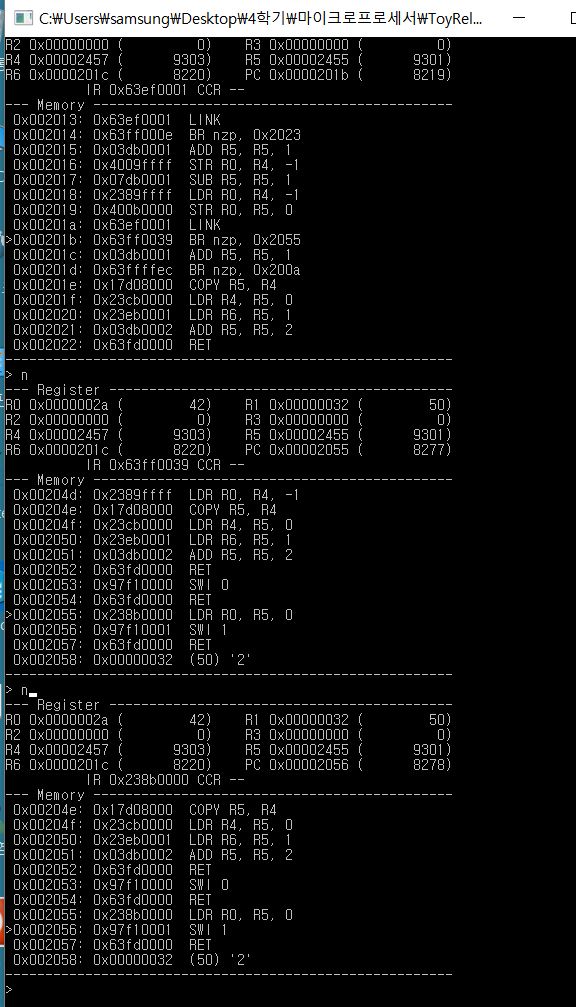 C:₩Users₩samsung₩Desktop₩4학기₩마이크로프로세서₩ToyRel...
R2 0x00000000 ( 0) R3 0x00000000 ( 0)
R4 0x00002457 ( 9303) R5 0x00002455 ( 9301)
R6 0x0000201c ( 8220) PC 0x0000201b ( 8219)
IR 0x63ef0001 CCR --
--- Memory ----------------------------------------------
0x002013: 0x63ef0001 LINK
0x002014: 0x63ff000e BR nzp, 0x2023
0x002015: 0x03db0001 ADD R5, R5, 1
0x002016: 0x4009ffff STR R0, R4, -1
0x002017: 0x07db0001 SUB R5, R5, 1
0x002018: 0x2389ffff LDR R0, R4, -1
0x002019: 0x400b0000 STR R0, R5, 0
0x00201a: 0x63ef0001 LINK
>0x00201b: 0x63ff0039 BR nzp, 0x2055
0x00201c: 0x03db0001 ADD R5, R5, 1
0x00201d: 0x63ffffec BR nzp, 0x200a
0x00201e: 0x17d08000 COPY R5, R4
0x00201f: 0x23cb0000 LDR R4, R5, 0
0x002020: 0x23eb0001 LDR R6, R5, 1
0x002021: 0x03db0002 ADD R5, R5, 2
0x002022: 0x63fd0000 RET
---------------------------------------------------------
> n
--- Register --------------------------------------------
R0 0x0000002a ( 42) R1 0x00000032 ( 50)
R2 0x00000000 ( 0) R3 0x00000000 ( 0)
R4 0x00002457 ( 9303) R5 0x00002455 ( 9301)
R6 0x0000201c ( 8220) PC 0x00002055 ( 8277)
IR 0x63ff0039 CCR --
--- Memory ----------------------------------------------
0x00204d: 0x2389ffff LDR R0, R4, -1
0x00204e: 0x17d08000 COPY R5, R4
0x00204f: 0x23cb0000 LDR R4, R5, 0
0x002050: 0x23eb0001 LDR R6, R5, 1
0x002051: 0x03db0002 ADD R5, R5, 2
0x002052: 0x63fd0000 RET
0x002053: 0x97f10000 SWI 0
0x002054: 0x63fd0000 RET
>0x002055: 0x238b0000 LDR R0, R5, 0
0x002056: 0x97f10001 SWI 1
0x002057: 0x63fd0000 RET
0x002058: 0x00000032 (50) '2'
---------------------------------------------------------
> n
--- Register --------------------------------------------
R0 0x0000002a ( 42) R1 0x00000032 ( 50)
R2 0x00000000 ( 0) R3 0x00000000 ( 0)
R4 0x00002457 ( 9303) R5 0x00002455 ( 9301)
R6 0x0000201c ( 8220) PC 0x00002056 ( 8278)
IR 0x238b0000 CCR --
--- Memory ----------------------------------------------
0x00204e: 0x17d08000 COPY R5, R4
0x00204f: 0x23cb0000 LDR R4, R5, 0
0x002050: 0x23eb0001 LDR R6, R5, 1
0x002051: 0x03db0002 ADD R5, R5, 2
0x002052: 0x63fd0000 RET
0x002053: 0x97f10000 SWI 0
0x002054: 0x63fd0000 RET
0x002055: 0x238b0000 LDR R0, R5, 0
>0x002056: 0x97f10001 SWI 1
0x002057: 0x63fd0000 RET
0x002058: 0x00000032 (50) '2'
---------------------------------------------------------
>